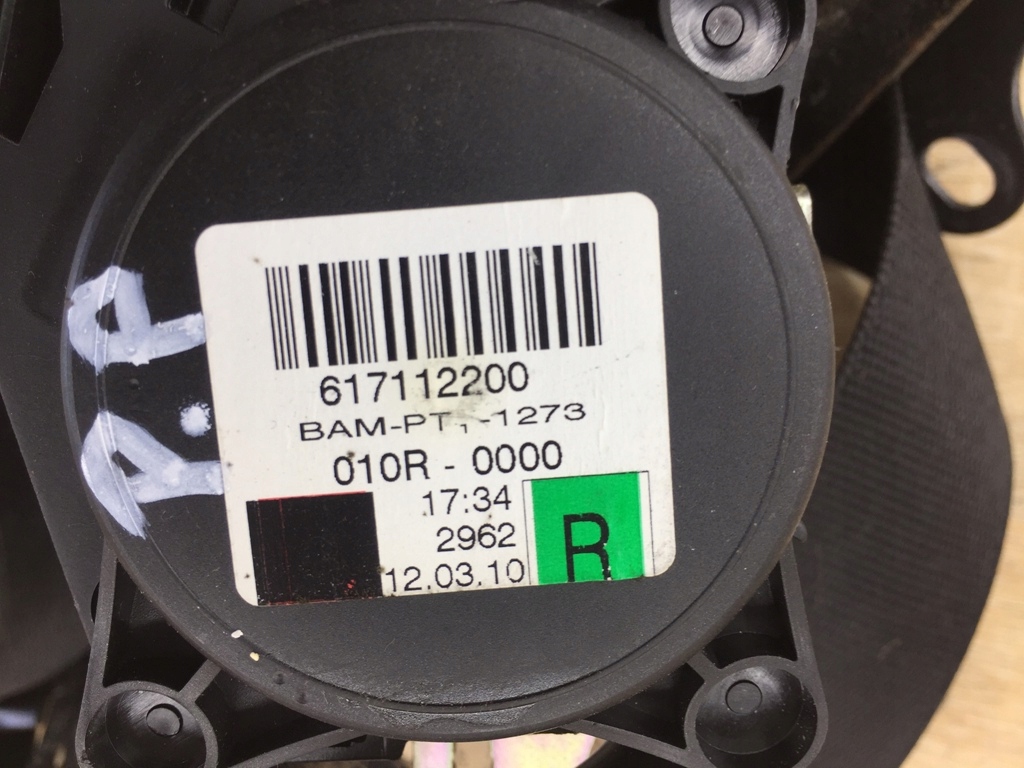 617112200
BAM-PT1-1273
010R - 0000
17:34
2962
12.03.10
R